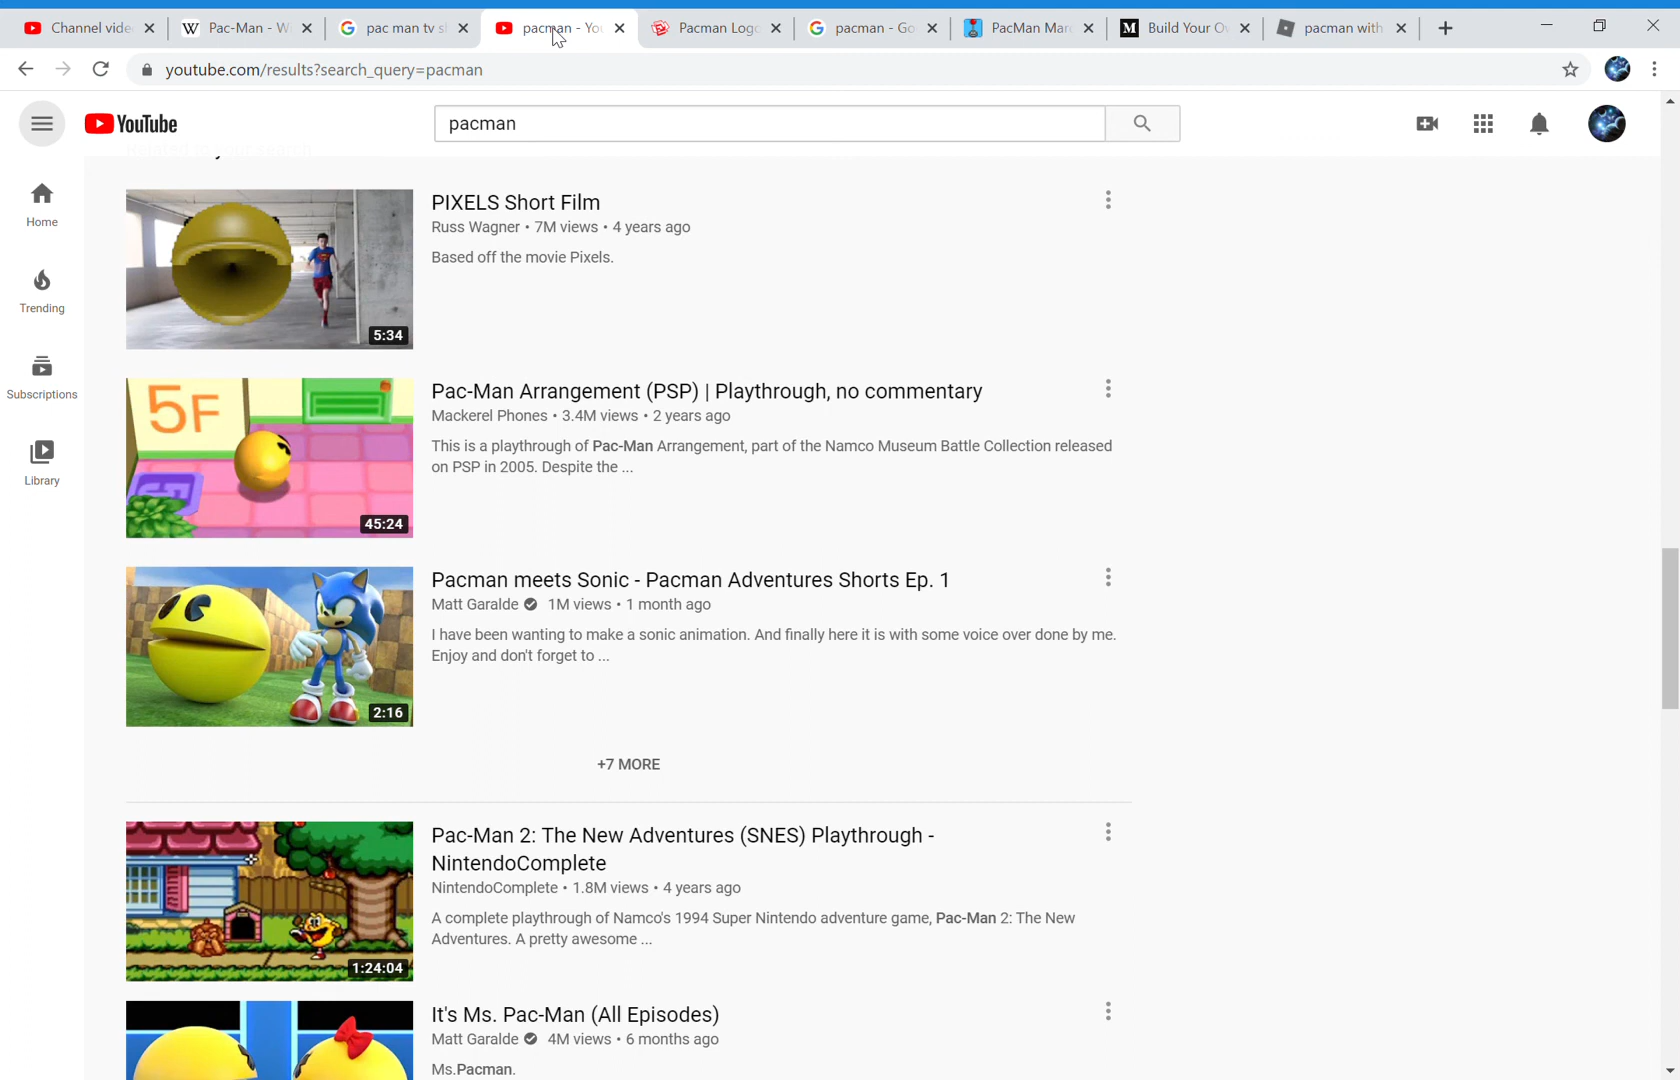 Channel vide
Pac-Man - W
pac man tv s
pacman - You
Pacman Logo
pacman - Go
PacMan Mar
Build Your O
pacman with
youtube.com/results?search_query=pacman
YouTube
pacman
Home
Trending
Subscriptions
Library
PIXELS Short Film
Russ Wagner • 7M views • 4 years ago
Based off the movie Pixels.
5:34
5F
Pac-Man Arrangement (PSP) | Playthrough, no commentary
Mackerel Phones • 3.4M views • 2 years ago
This is a playthrough of Pac-Man Arrangement, part of the Namco Museum Battle Collection released
on PSP in 2005. Despite the ...
45:24
Pacman meets Sonic - Pacman Adventures Shorts Ep. 1
Matt Garalde 1M views • 1 month ago
I have been wanting to make a sonic animation. And finally here it is with some voice over done by me.
Enjoy and don't forget to ...
2:16
+7 MORE
Pac-Man 2: The New Adventures (SNES) Playthrough -
NintendoComplete
NintendoComplete • 1.8M views • 4 years ago
A complete playthrough of Namco's 1994 Super Nintendo adventure game, Pac-Man 2: The New
Adventures. A pretty awesome ...
1:24:04
It's Ms. Pac-Man (All Episodes)
Matt Garalde 4M views • 6 months ago
Ms.Pacman.